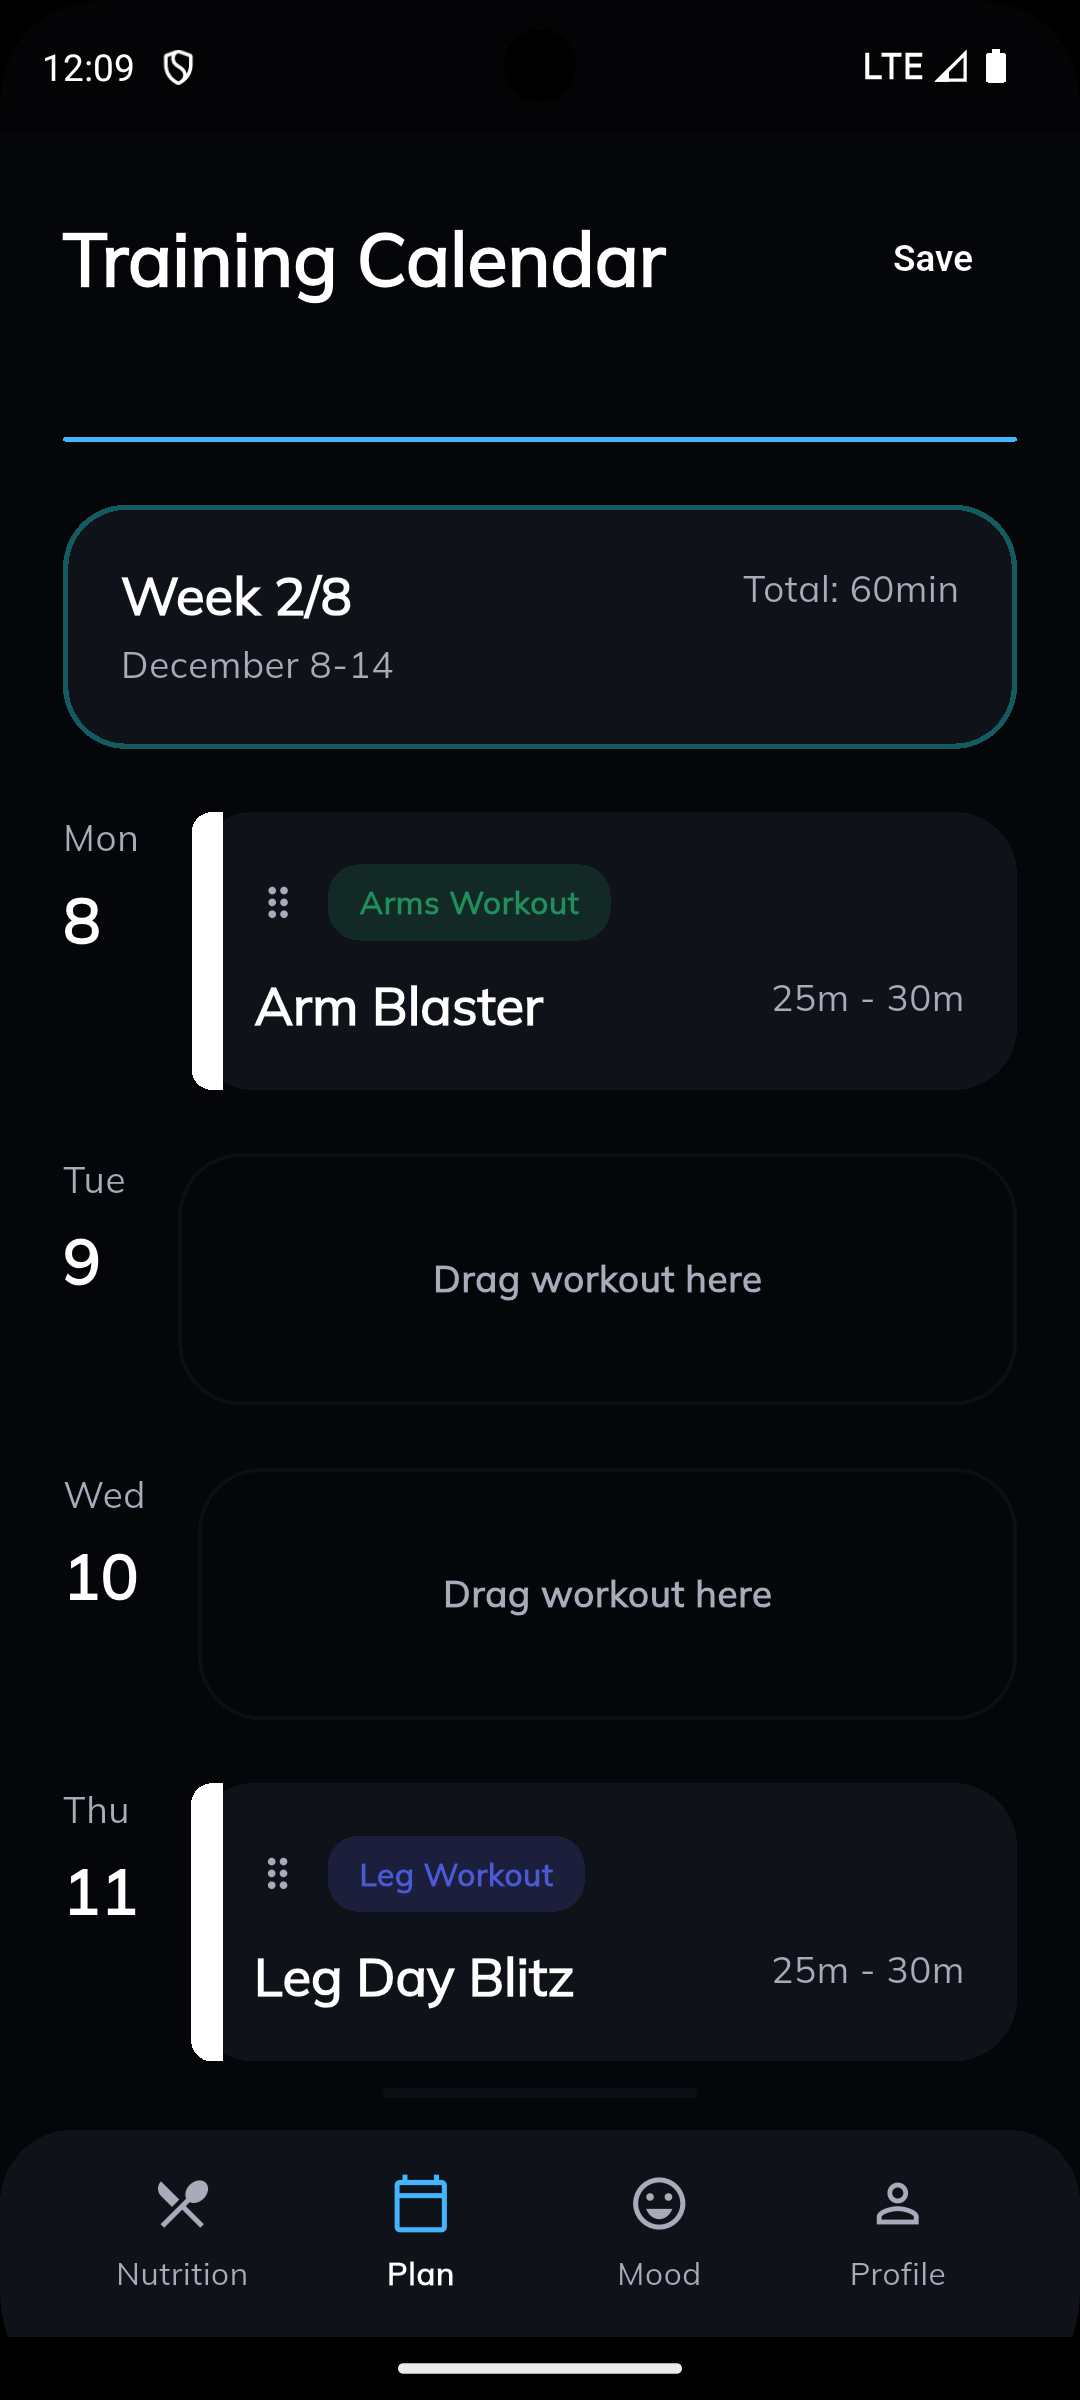 12:09
LTE
Training Calendar
Save
Week 2/8
Total: 60min
December 8-14
Mon
8
Arms Workout
Arm Blaster
25m - 30m
Tue
9
Drag workout here
Wed
10
Drag workout here
Thu
11
Leg Workout
Leg Day Blitz
25m - 30m
Nutrition
Plan
Mood
Profile